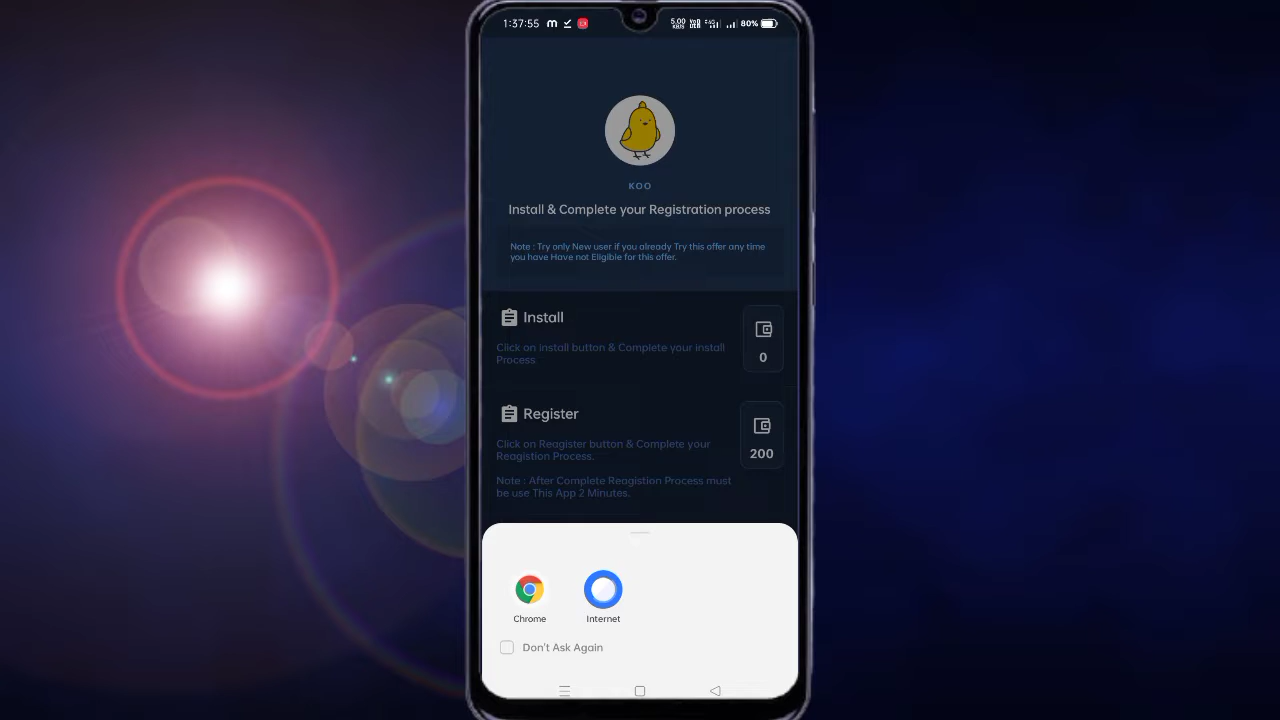 1:37:55
5.00 KB/S
80%
KOO
Install & Complete your Registration process
Note : Try only New user if you already Try this offer any time
you have Have not Eligible for this offer.
Install
Click on Install button & Complete your install
Process.
0
Register
Click on Reagister button & Complete your
Reagistion Process.
200
Note : After Complete Reagistion Process must
be use This App 2 Minutes.
Chrome
Internet
Don't Ask Again